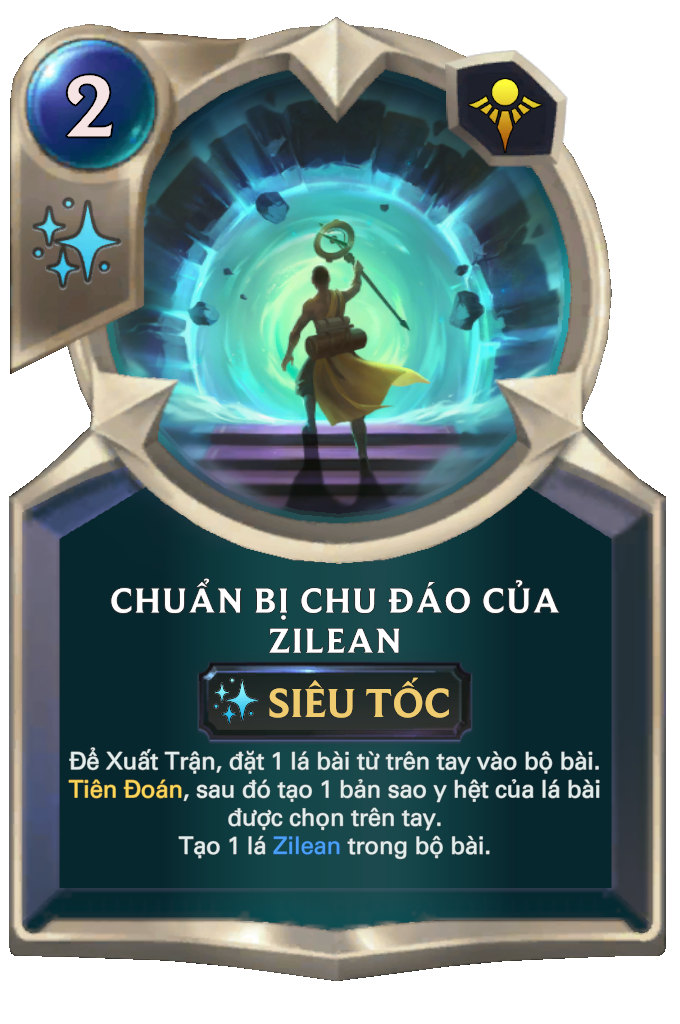 2
CHUẨN BỊ CHU ĐÁO CỦA
ZILEAN
SIÊU TỐC
Để Xuất Trận, đặt 1 lá bài từ trên tay vào bộ bài.
Tiên Đoán, sau đó tạo 1 bản sao y hệt của lá bài
được chọn trên tay.
Tạo 1 lá Zilean trong bộ bài.